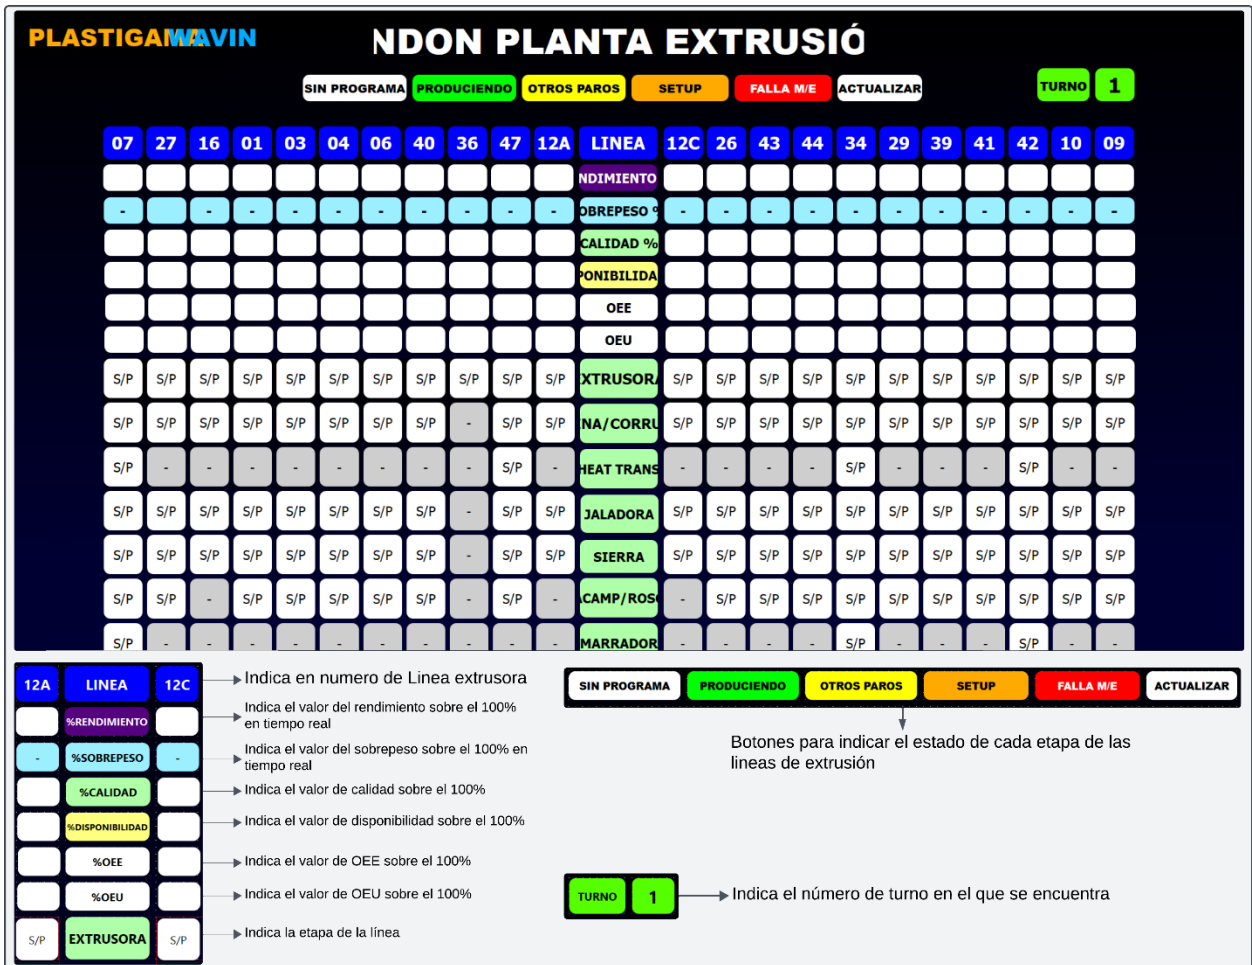 PLASTIGAMA WAVIN
NDON PLANTA EXTRUSIÓ
SIN PROGRAMA PRODUCIENDO OTROS PAROS SETUP FALLA M/E ACTUALIZAR TURNO 1
07 27 16 01 03 04 06 40 36 47 12A LINEA 12C 26 43 44 34 29 39 41 42 10 09
NDIMIENTO
- - - - - - - - - - OBREPESO % - - - - - - - - - - -
CALIDAD %
PONIBILIDA
OEE
OEU
S/P S/P S/P S/P S/P S/P S/P S/P S/P S/P S/P XTRUSORA S/P S/P S/P S/P S/P S/P S/P S/P S/P S/P S/P
S/P S/P S/P S/P S/P S/P S/P S/P - S/P S/P NA/CORRU S/P S/P S/P S/P S/P S/P S/P S/P S/P S/P S/P
S/P - - - - - - - - S/P - HEAT TRANS - - - - S/P - - - S/P - -
S/P S/P S/P S/P S/P S/P S/P S/P - S/P S/P JALADORA S/P S/P S/P S/P S/P S/P S/P S/P S/P S/P S/P
S/P S/P S/P S/P S/P S/P S/P S/P - S/P S/P SIERRA S/P S/P S/P S/P S/P S/P S/P S/P S/P S/P S/P
S/P S/P - S/P S/P S/P S/P S/P - S/P - ACAMP/ROSC - S/P S/P S/P S/P S/P S/P S/P S/P S/P S/P
S/P - - - - - - - - - - MARRADOR - - - - S/P - - - S/P - -
12A LINEA 12C
Indica en numero de Linea extrusora
%RENDIMIENTO
Indica el valor del rendimiento sobre el 100%
en tiempo real
- %SOBREPESO -
Indica el valor del sobrepeso sobre el 100% en
tiempo real
%CALIDAD
Indica el valor de calidad sobre el 100%
%DISPONIBILIDAD
Indica el valor de disponibilidad sobre el 100%
%OEE
Indica el valor de OEE sobre el 100%
%OEU
Indica el valor de OEU sobre el 100%
S/P EXTRUSORA S/P
Indica la etapa de la línea
SIN PROGRAMA PRODUCIENDO OTROS PAROS SETUP FALLA M/E ACTUALIZAR
Botones para indicar el estado de cada etapa de las
lineas de extrusión
TURNO 1
Indica el número de turno en el que se encuentra